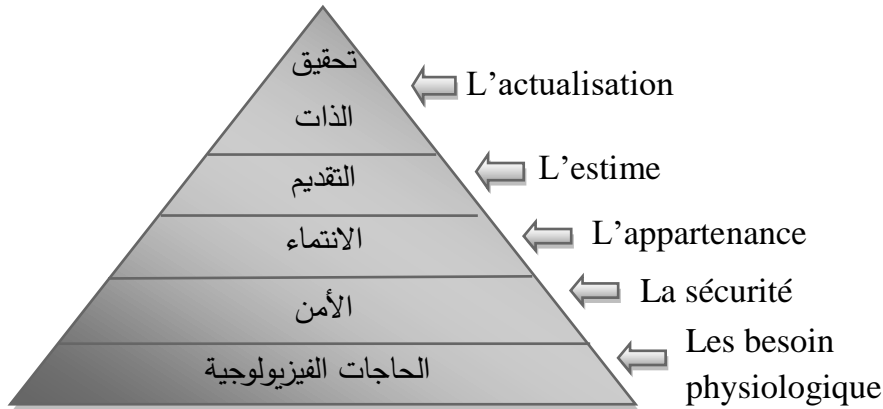 تحقيق
الذات
L’actualisation
التقديم
L’estime
الانتماء
L’appartenance
الأمن
La sécurité
الحاجات الفيزيولوجية
Les besoin
physiologique